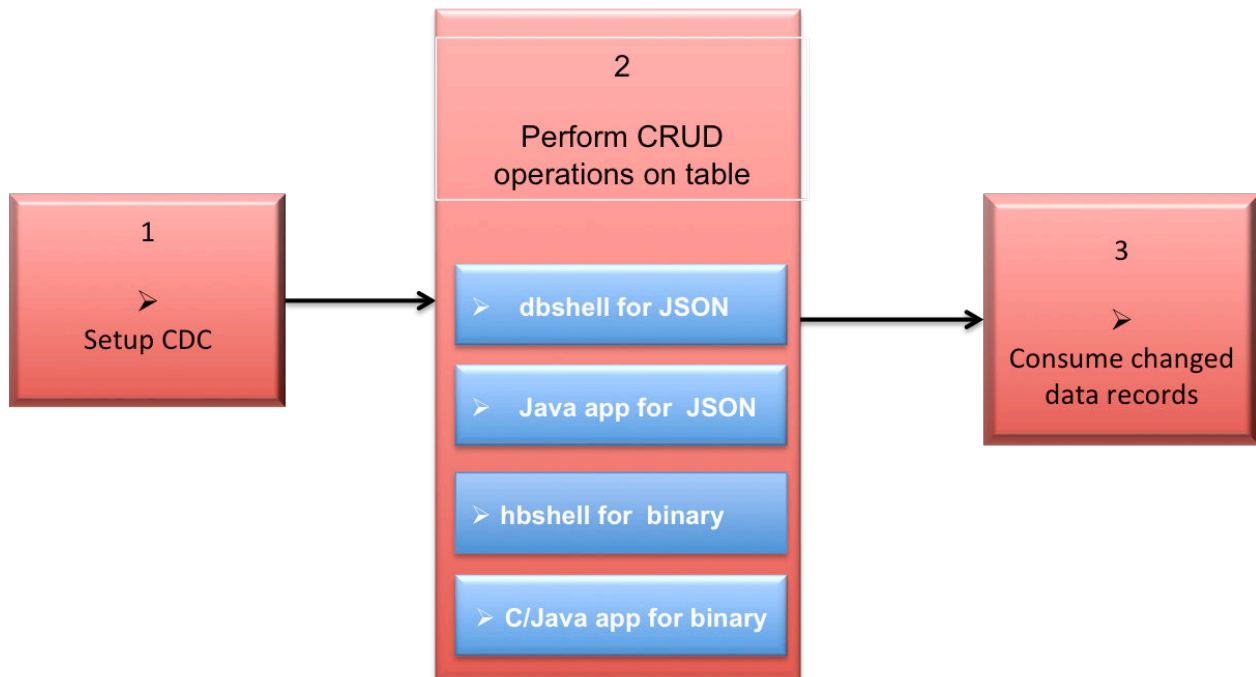 1
➢
Setup CDC
2
Perform CRUD
operations on table
➢ dbshell for JSON
➢ Java app for JSON
➢ hbshell for binary
➢ C/Java app for binary
3
➢
Consume changed
data records